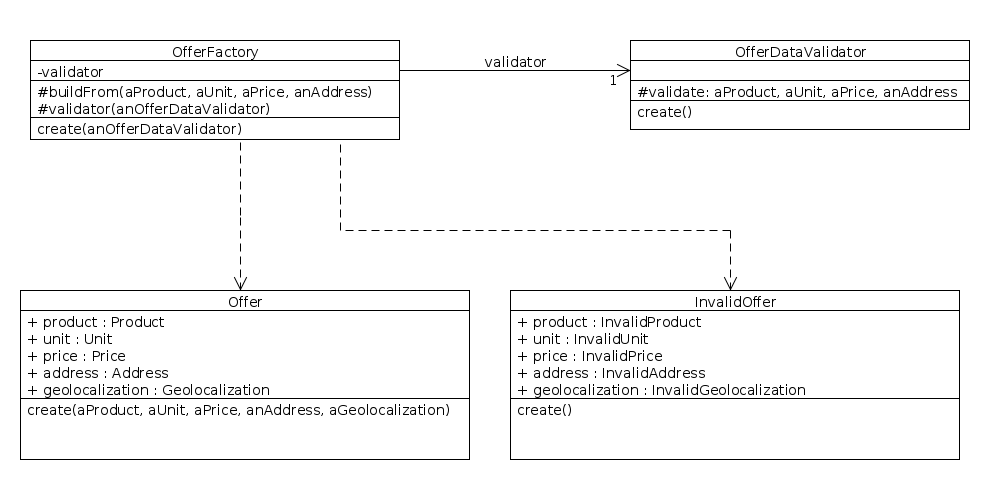 OfferFactory
-validator
#buildFrom(aProduct, aUnit, aPrice, anAddress)
#validator(anOfferDataValidator)
create(anOfferDataValidator)
validator
1
OfferDataValidator
#validate: aProduct, aUnit, aPrice, anAddress
create()
Offer
+ product : Product
+ unit : Unit
+ price : Price
+ address : Address
+ geolocalization : Geolocalization
create(aProduct, aUnit, aPrice, anAddress, aGeolocalization)
InvalidOffer
+ product : InvalidProduct
+ unit : InvalidUnit
+ price : InvalidPrice
+ address : InvalidAddress
+ geolocalization : InvalidGeolocalization
create()